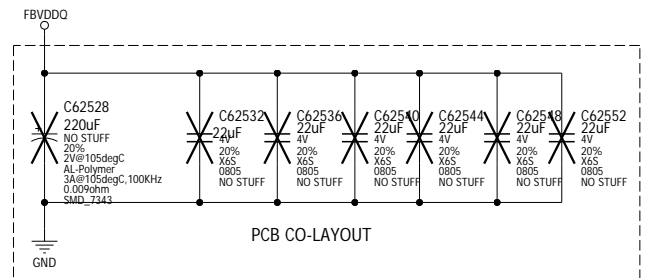 FBVDDQ
C62528
220uF
NO STUFF
20%
2V@105degC
AL-Polymer
3A@105degC,100KHz
0.009ohm
SMD_7343
C62532
22uF
4V
20%
X6S
0805
NO STUFF
C62536
22uF
4V
20%
X6S
0805
NO STUFF
C62540
22uF
4V
20%
X6S
0805
NO STUFF
C62544
22uF
4V
20%
X6S
0805
NO STUFF
C62548
22uF
4V
20%
X6S
0805
NO STUFF
C62552
22uF
4V
20%
X6S
0805
NO STUFF
PCB CO-LAYOUT
GND